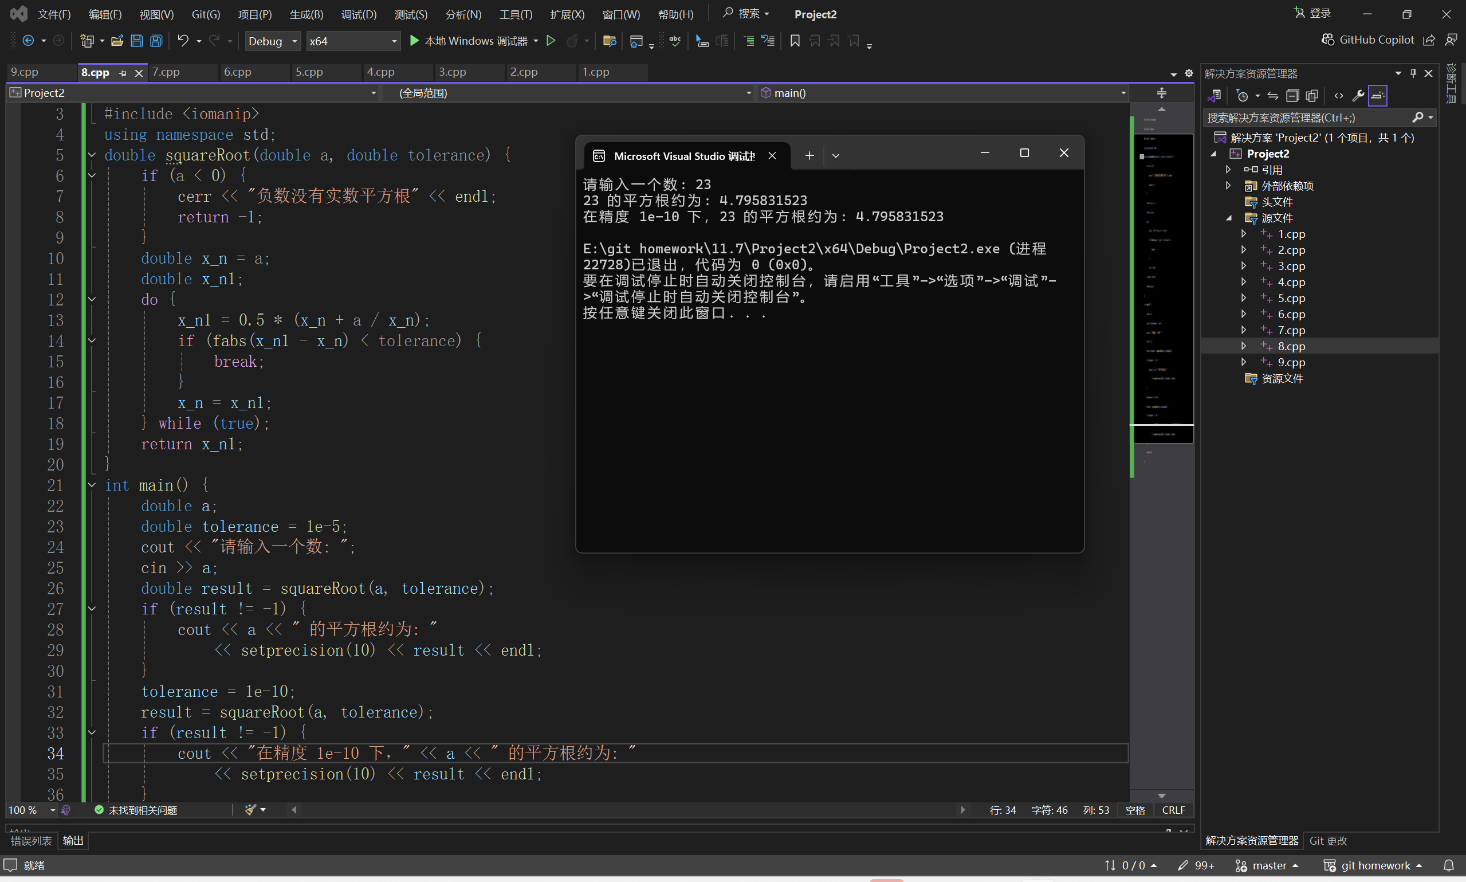 文件(F) 编辑(E) 视图(V) Git(G) 项目(P) 生成(B) 调试(D) 测试(S) 分析(N) 工具(T) 扩展(X) 窗口(W) 帮助(H) 搜索 Project2 登录
Debug x64 本地 Windows 调试器 GitHub Copilot
9.cpp 8.cpp 7.cpp 6.cpp 5.cpp 4.cpp 3.cpp 2.cpp 1.cpp
Project2 (全局范围) main()
3 #include <iomanip>
4 using namespace std;
5 double squareRoot(double a, double tolerance) {
6 if (a < 0) {
7 cerr << "负数没有实数平方根" << endl;
8 return -1;
9 }
10 double x_n = a;
11 double x_n1;
12 do {
13 x_n1 = 0.5 * (x_n + a / x_n);
14 if (fabs(x_n1 - x_n) < tolerance) {
15 break;
16 }
17 x_n = x_n1;
18 } while (true);
19 return x_n1;
20 }
21 int main() {
22 double a;
23 double tolerance = 1e-5;
24 cout << "请输入一个数: ";
25 cin >> a;
26 double result = squareRoot(a, tolerance);
27 if (result != -1) {
28 cout << a << " 的平方根约为: "
29 << setprecision(10) << result << endl;
30 }
31 tolerance = 1e-10;
32 result = squareRoot(a, tolerance);
33 if (result != -1) {
34 cout << "在精度 1e-10 下, " << a << " 的平方根约为: "
35 << setprecision(10) << result << endl;
36 }
100 % 未找到相关问题 行: 34 字符: 46 列: 53 空格 CRLF
错误列表 输出
就绪 0 / 0 99+ master git homework
Microsoft Visual Studio 调试
请输入一个数: 23
23 的平方根约为: 4.795831523
在精度 1e-10 下, 23 的平方根约为: 4.795831523
E:\git homework\11.7\Project2\x64\Debug\Project2.exe (进程
22728)已退出，代码为 0 (0x0)。
要在调试停止时自动关闭控制台，请启用“工具”->“选项”->“调试”-
>“调试停止时自动关闭控制台”。
按任意键关闭此窗口. . .
解决方案资源管理器
搜索解决方案资源管理器(Ctrl+;)
解决方案 'Project2' (1 个项目，共 1 个)
Project2
引用
外部依赖项
头文件
源文件
1.cpp
2.cpp
3.cpp
4.cpp
5.cpp
6.cpp
7.cpp
8.cpp
9.cpp
资源文件
解决方案资源管理器 Git 更改
诊断工具